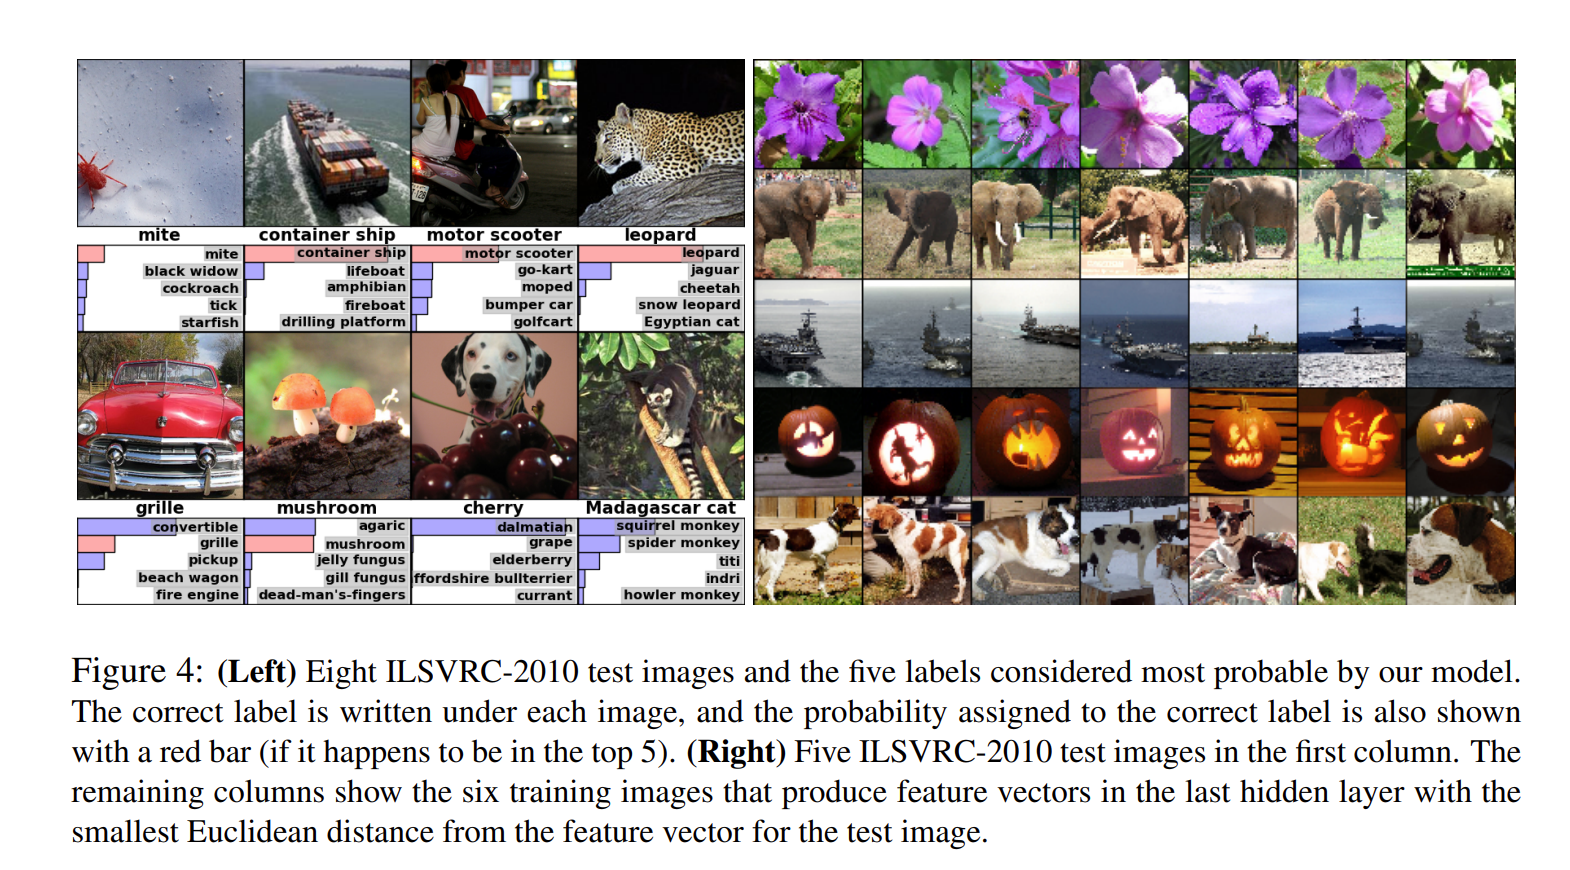 mite
container ship
motor scooter
leopard
mite
black widow
cockroach
tick
starfish
container ship
lifeboat
amphibian
fireboat
drilling platform
motor scooter
go-kart
moped
bumper car
golfcart
leopard
jaguar
cheetah
snow leopard
Egyptian cat
grille
mushroom
cherry
Madagascar cat
convertible
grille
pickup
beach wagon
fire engine
agaric
mushroom
jelly fungus
gill fungus
dead-man's-fingers
dalmatian
grape
elderberry
ffordshire bullterrier
currant
squirrel monkey
spider monkey
titi
indri
howler monkey
Figure 4: (Left) Eight ILSVRC-2010 test images and the five labels considered most probable by our model.
The correct label is written under each image, and the probability assigned to the correct label is also shown
with a red bar (if it happens to be in the top 5). (Right) Five ILSVRC-2010 test images in the first column. The
remaining columns show the six training images that produce feature vectors in the last hidden layer with the
smallest Euclidean distance from the feature vector for the test image.